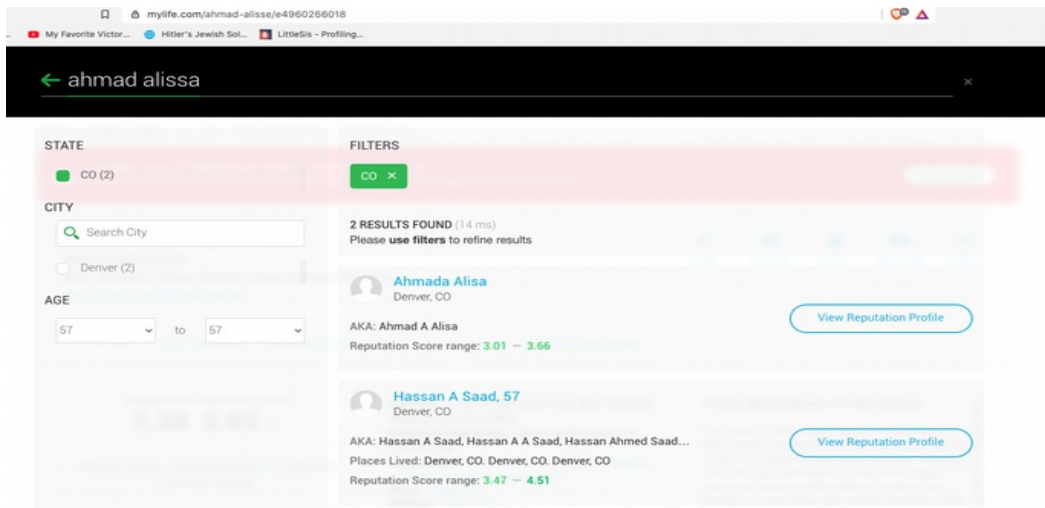 mylife.com/ahmad-alisse/e4960266018
My Favorite Victor... Hitler's Jewish Sol... LittleSis - Profiling...
← ahmad alissa ×
STATE
CO (2)
CITY
Search City
Denver (2)
AGE
57 to 57
FILTERS
CO ×
2 RESULTS FOUND (14 ms)
Please use filters to refine results
Ahmada Alisa
Denver, CO
AKA: Ahmad A Alisa
Reputation Score range: 3.01 — 3.66
View Reputation Profile
Hassan A Saad, 57
Denver, CO
AKA: Hassan A Saad, Hassan A A Saad, Hassan Ahmed Saad...
Places Lived: Denver, CO. Denver, CO. Denver, CO
Reputation Score range: 3.47 — 4.51
View Reputation Profile